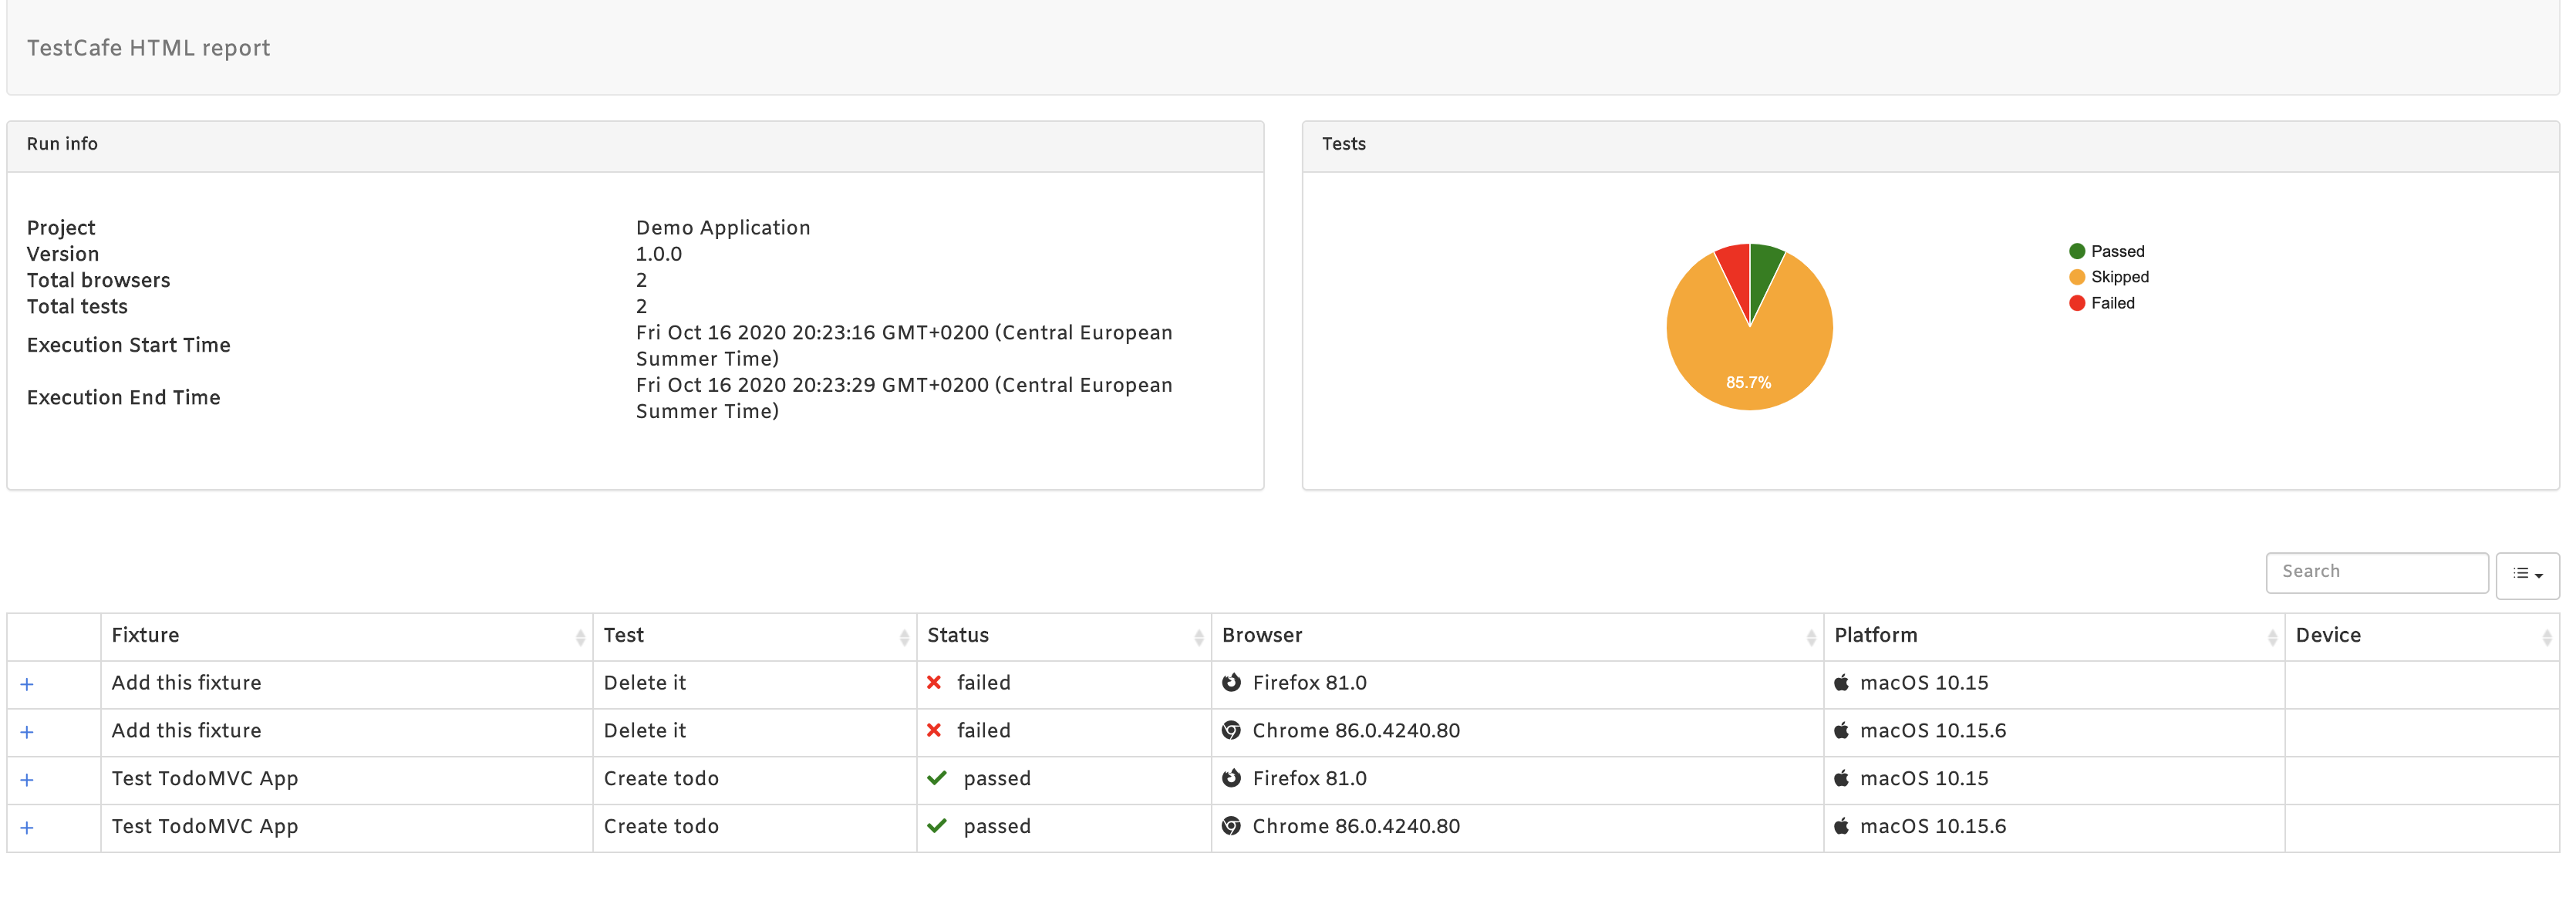 TestCafe HTML report
Run info
Project Demo Application
Version 1.0.0
Total browsers 2
Total tests 2
Execution Start Time Fri Oct 16 2020 20:23:16 GMT+0200 (Central European
Summer Time)
Execution End Time Fri Oct 16 2020 20:23:29 GMT+0200 (Central European
Summer Time)
Tests
85.7%
Passed
Skipped
Failed
Search
Fixture Test Status Browser Platform Device
+ Add this fixture Delete it failed Firefox 81.0 macOS 10.15
+ Add this fixture Delete it failed Chrome 86.0.4240.80 macOS 10.15.6
+ Test TodoMVC App Create todo passed Firefox 81.0 macOS 10.15
+ Test TodoMVC App Create todo passed Chrome 86.0.4240.80 macOS 10.15.6